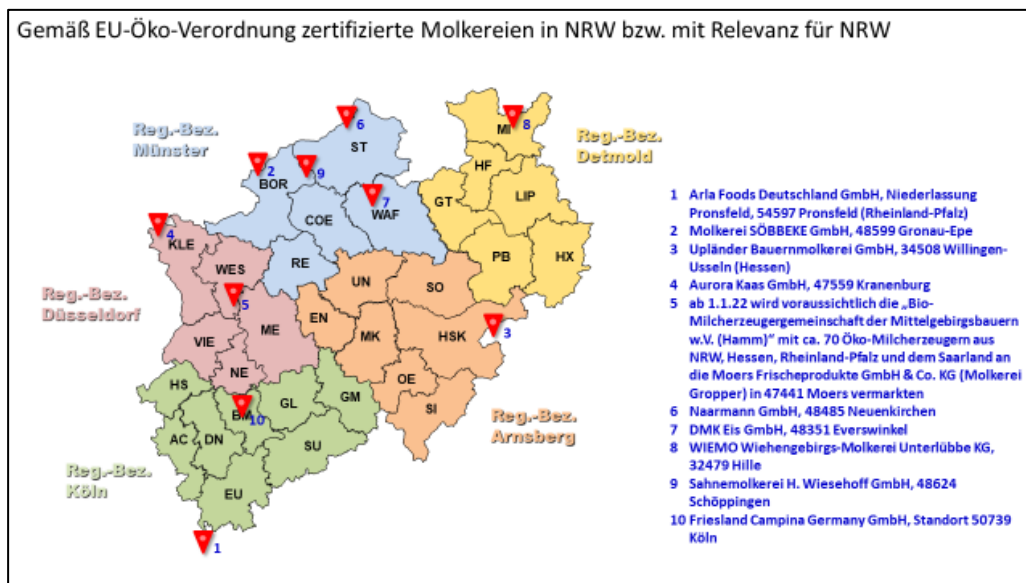 Gemäß EU-Öko-Verordnung zertifizierte Molkereien in NRW bzw. mit Relevanz für NRW
Reg.-Bez.
Münster
Reg.-Bez.
Detmold
Reg.-Bez.
Düsseldorf
Reg.-Bez.
Arnsberg
Reg.-Bez.
Köln
6
ST
8
MI
2
9
BOR
HF
7
WAF
COE
GT
LIP
4
KLE
RE
PB
HX
WES
UN
SO
5
ME
EN
MK
HSK
3
VIE
NE
OE
HS
BM
10
GL
GM
SI
AC
DN
SU
EU
1
1 Arla Foods Deutschland GmbH, Niederlassung
Pronsfeld, 54597 Pronsfeld (Rheinland-Pfalz)
2 Molkerei SÖBBEKE GmbH, 48599 Gronau-Epe
3 Upländer Bauernmolkerei GmbH, 34508 Willingen-
Usseln (Hessen)
4 Aurora Kaas GmbH, 47559 Kranenburg
5 ab 1.1.22 wird voraussichtlich die „Bio-
Milcherzeugergemeinschaft der Mittelgebirgsbauern
w.V. (Hamm)" mit ca. 70 Öko-Milcherzeugern aus
NRW, Hessen, Rheinland-Pfalz und dem Saarland an
die Moers Frischeprodukte GmbH & Co. KG (Molkerei
Gropper) in 47441 Moers vermarkten
6 Naarmann GmbH, 48485 Neuenkirchen
7 DMK Eis GmbH, 48351 Everswinkel
8 WIEMO Wiehengebirgs-Molkerei Unterlübbe KG,
32479 Hille
9 Sahnemolkerei H. Wiesehoff GmbH, 48624
Schöppingen
10 Friesland Campina Germany GmbH, Standort 50739
Köln